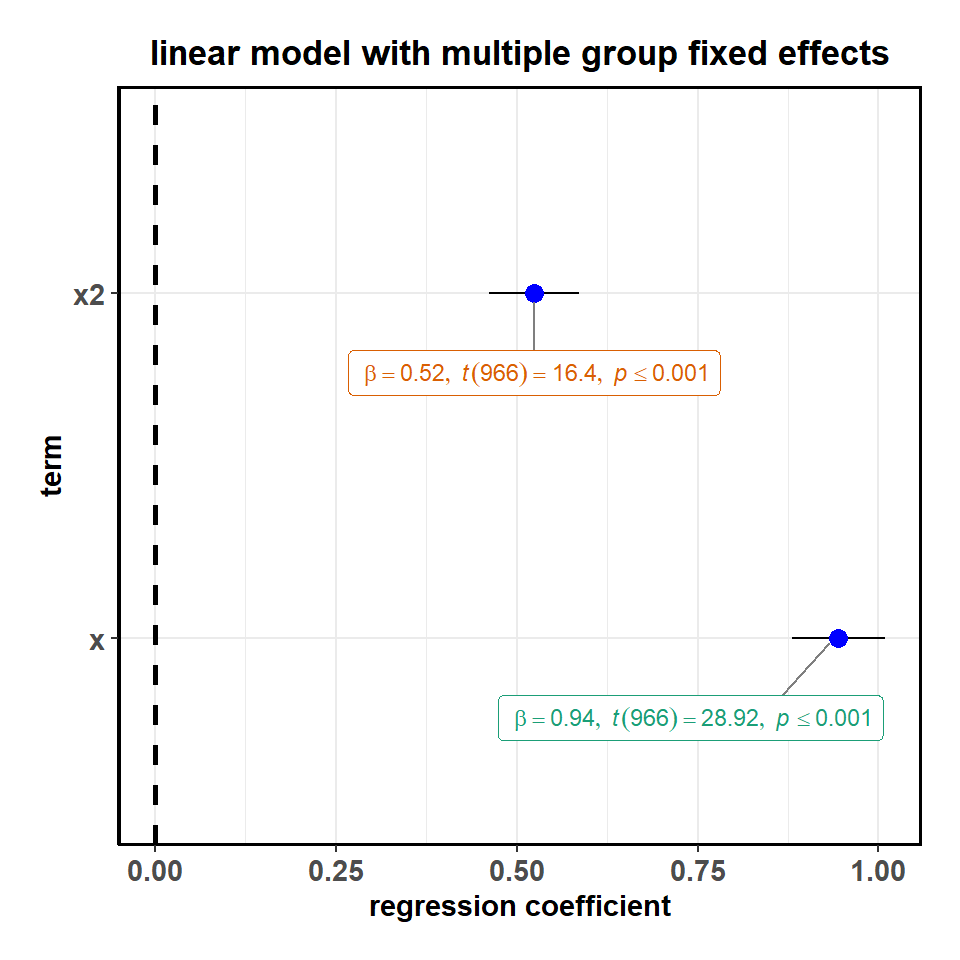 linear model with multiple group fixed effects
x2
β = 0.52, t(966) = 16.4, p ≤ 0.001
term
x
β = 0.94, t(966) = 28.92, p ≤ 0.001
0.00 0.25 0.50 0.75 1.00
regression coefficient